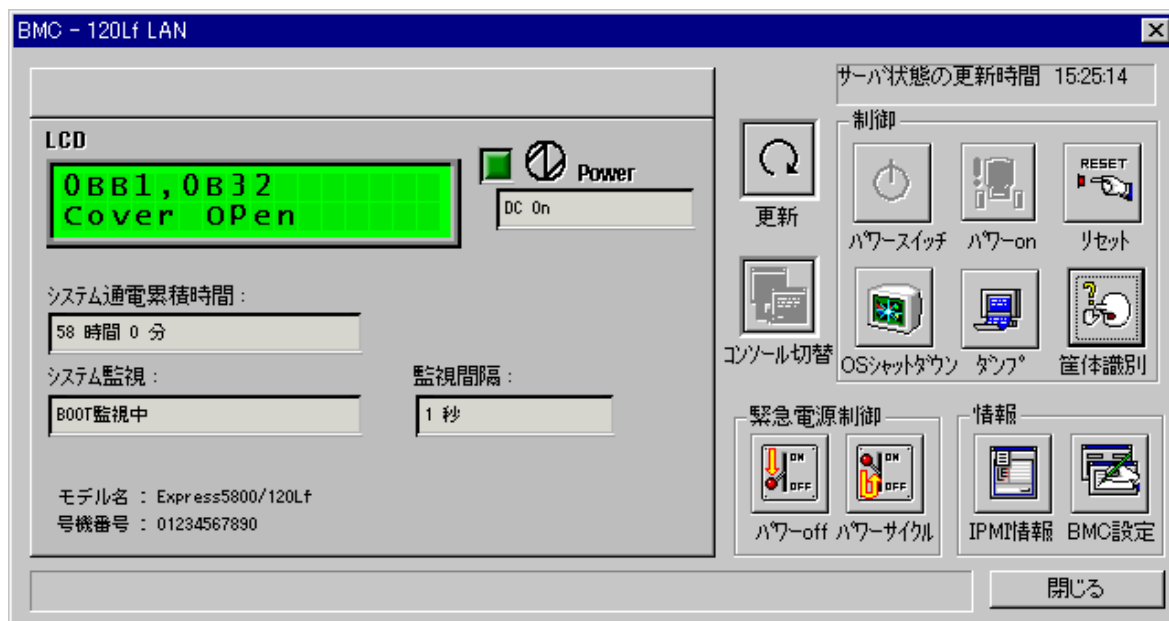 BMC - 120Lf LAN
サーバ状態の更新時間 15:25:14
LCD
0BB1,0B32
Cover OPen
Power
DC On
システム通電累積時間 :
58 時間 0 分
システム監視 :
BOOT監視中
監視間隔 :
1 秒
モデル名 : Express5800/120Lf
号機番号 : 01234567890
更新
コンソール切替
制御
パワースイッチ
パワーon
RESET
リセット
OSシャットダウン
ダンプ
筐体識別
緊急電源制御
ON
OFF
パワーoff
ON
OFF
パワーサイクル
情報
IPMI情報
BMC設定
閉じる